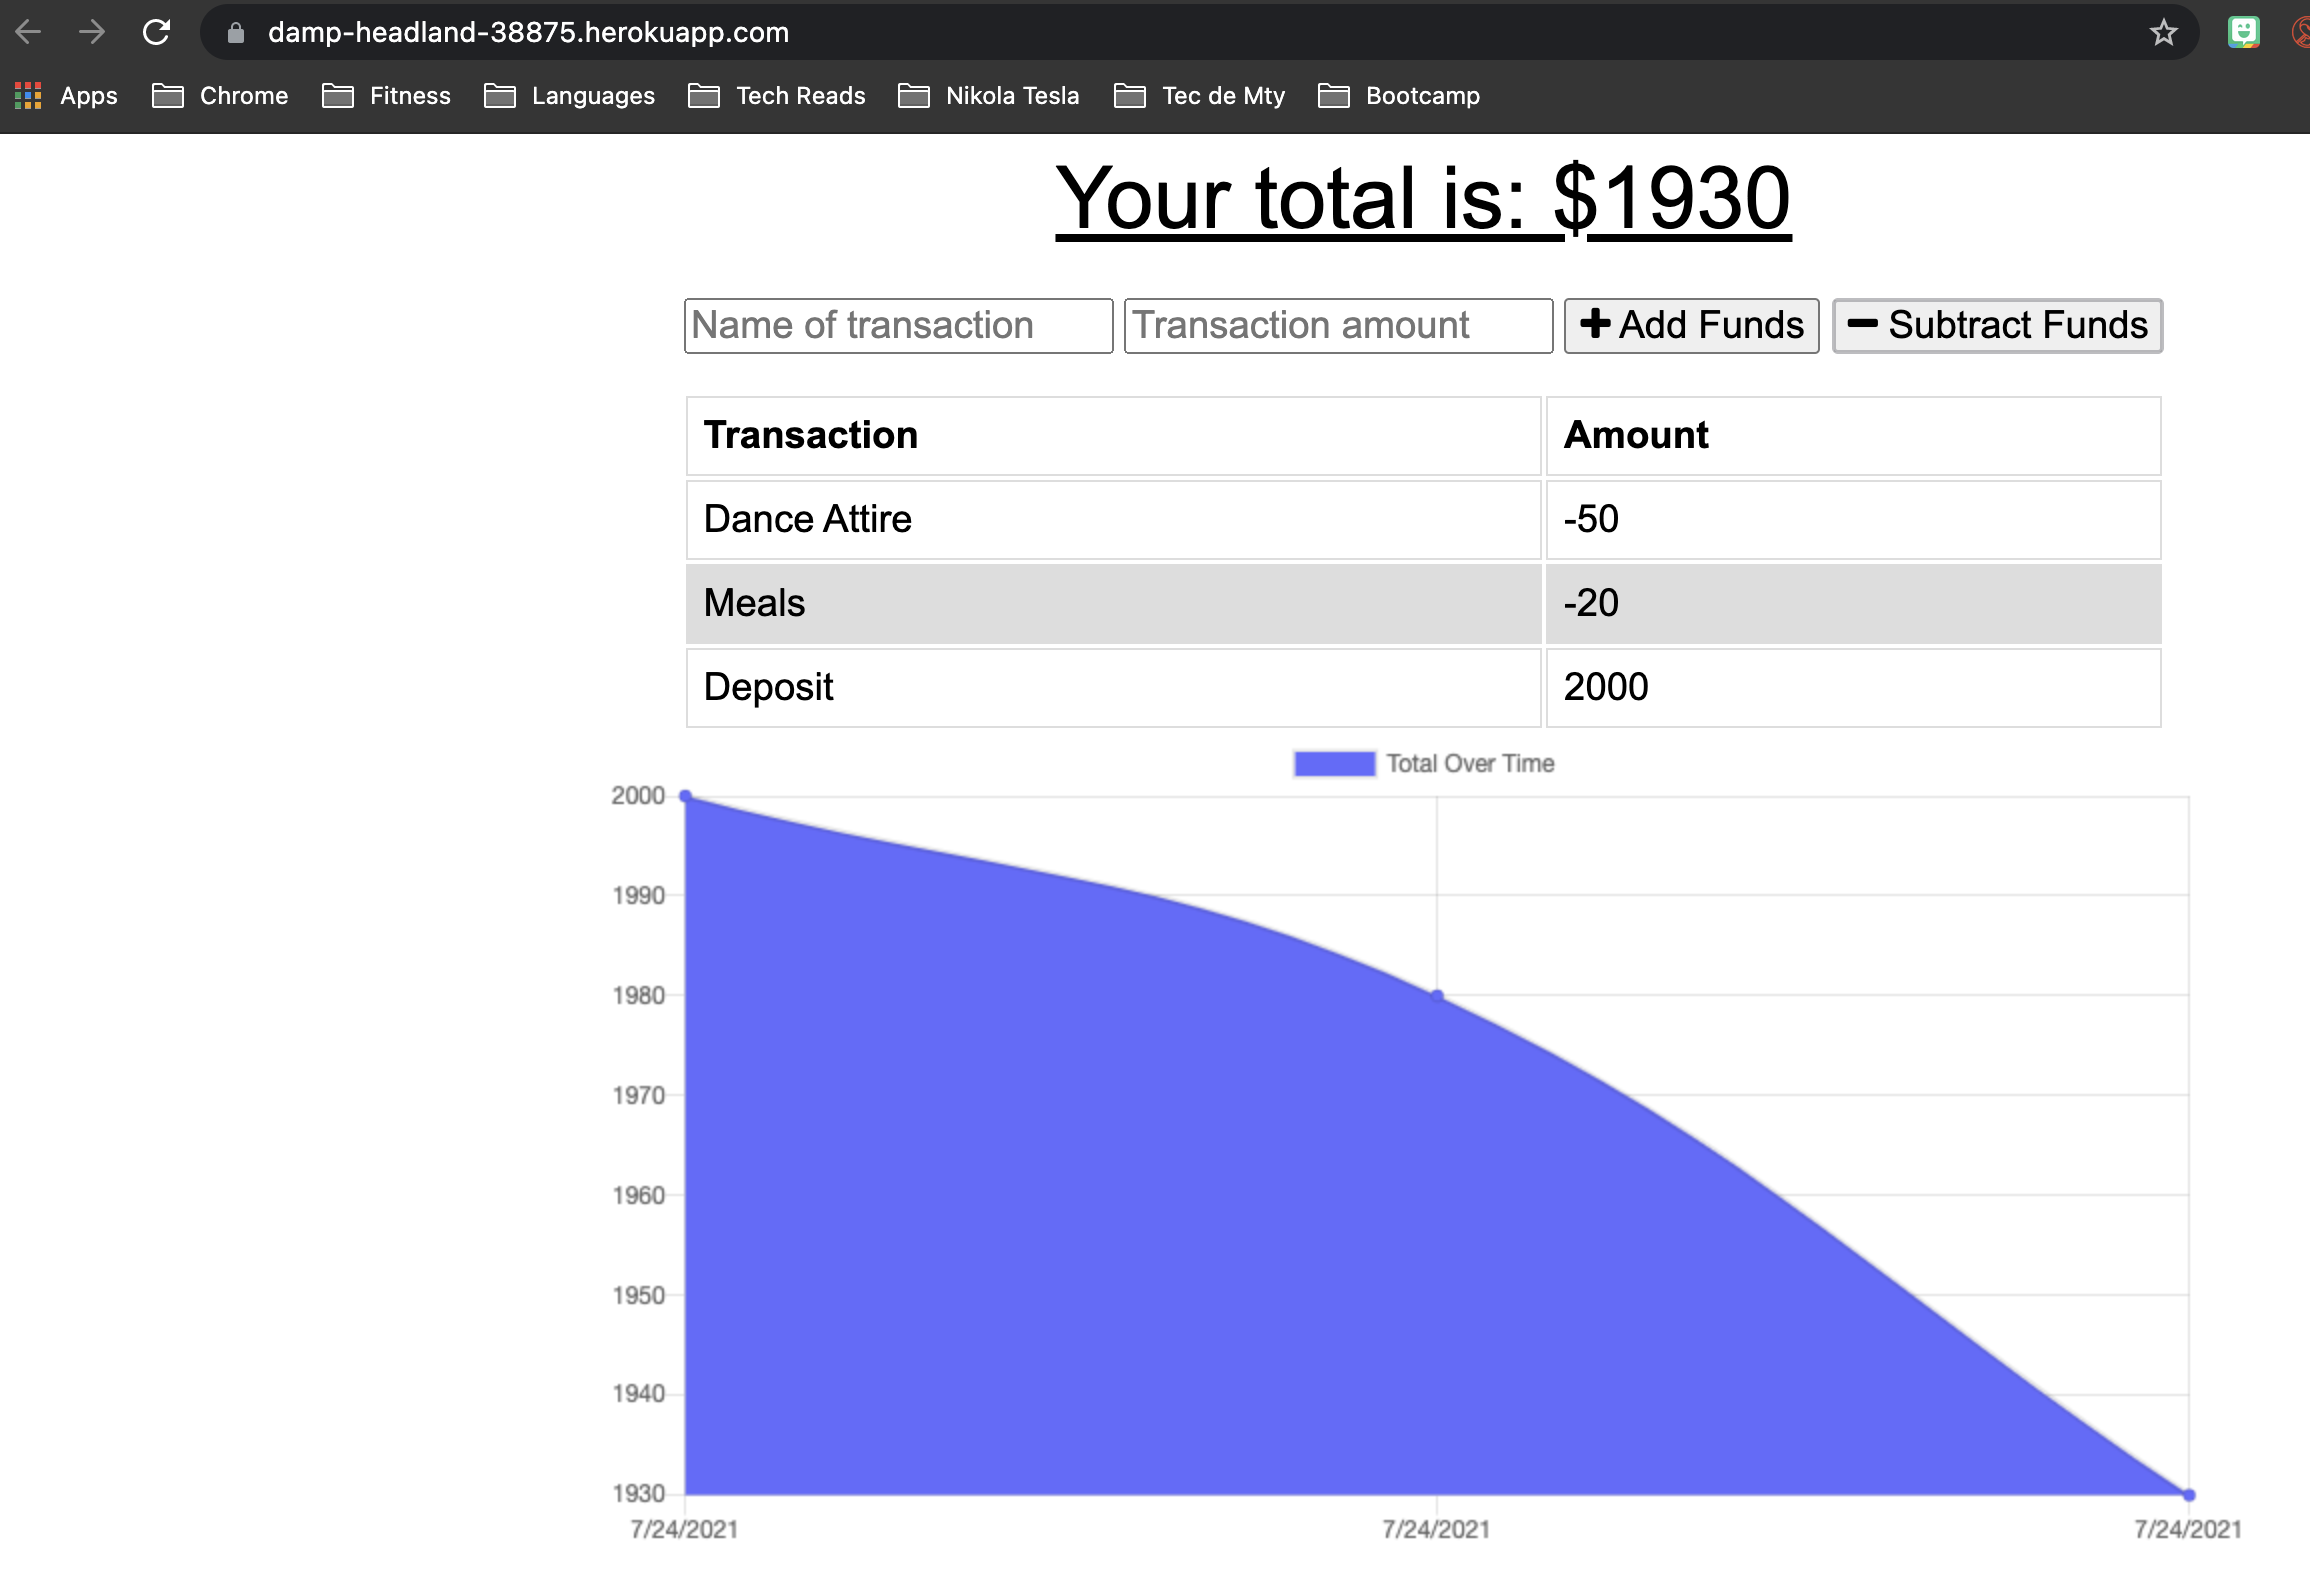 damp-headland-38875.herokuapp.com
Apps Chrome Fitness Languages Tech Reads Nikola Tesla Tec de Mty Bootcamp
Your total is: $1930
Name of transaction Transaction amount Add Funds Subtract Funds
Transaction Amount
Dance Attire -50
Meals -20
Deposit 2000
Total Over Time
2000
1990
1980
1970
1960
1950
1940
1930
7/24/2021 7/24/2021 7/24/2021